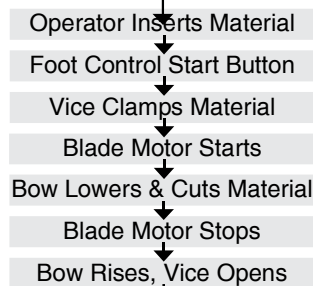 Operator Inserts Material
Foot Control Start Button
Vice Clamps Material
Blade Motor Starts
Bow Lowers & Cuts Material
Blade Motor Stops
Bow Rises, Vice Opens